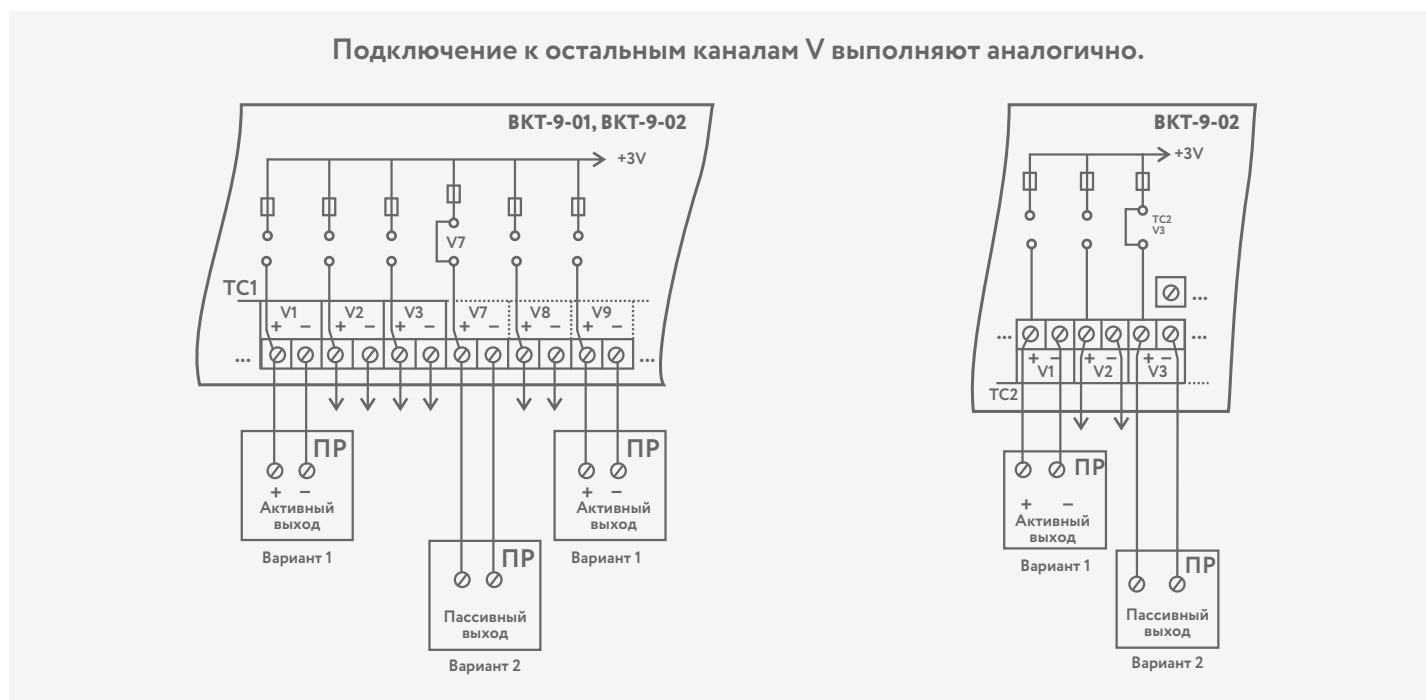 Подключение к остальным каналам V выполняют аналогично.
ВКТ-9-01, ВКТ-9-02
+3V
V7
ТС1
V1 V2 V3 V7 V8 V9
+ − + − + − + − + − + −
... ...
ПР
+ −
Активный
выход
Вариант 1
ПР
Пассивный
выход
Вариант 2
ПР
+ −
Активный
выход
Вариант 1
ВКТ-9-02
+3V
ТС2
V3
...
... ...
+ − + − + −
V1 V2 V3
ТС2
ПР
+ −
Активный
выход
Вариант 1
ПР
Пассивный
выход
Вариант 2